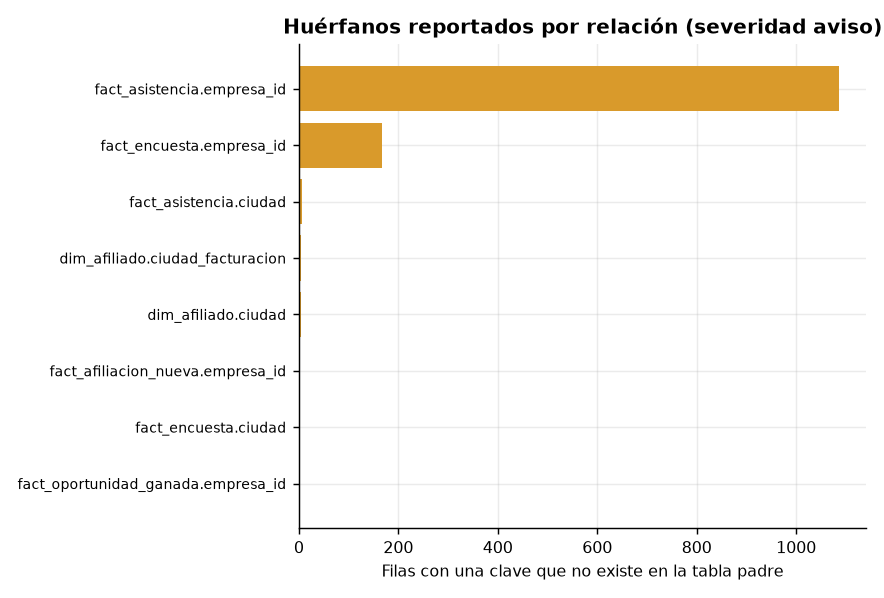 Huérfanos reportados por relación (severidad aviso)
fact_asistencia.empresa_id
fact_encuesta.empresa_id
fact_asistencia.ciudad
dim_afiliado.ciudad_facturacion
dim_afiliado.ciudad
fact_afiliacion_nueva.empresa_id
fact_encuesta.ciudad
fact_oportunidad_ganada.empresa_id
0 200 400 600 800 1000
Filas con una clave que no existe en la tabla padre